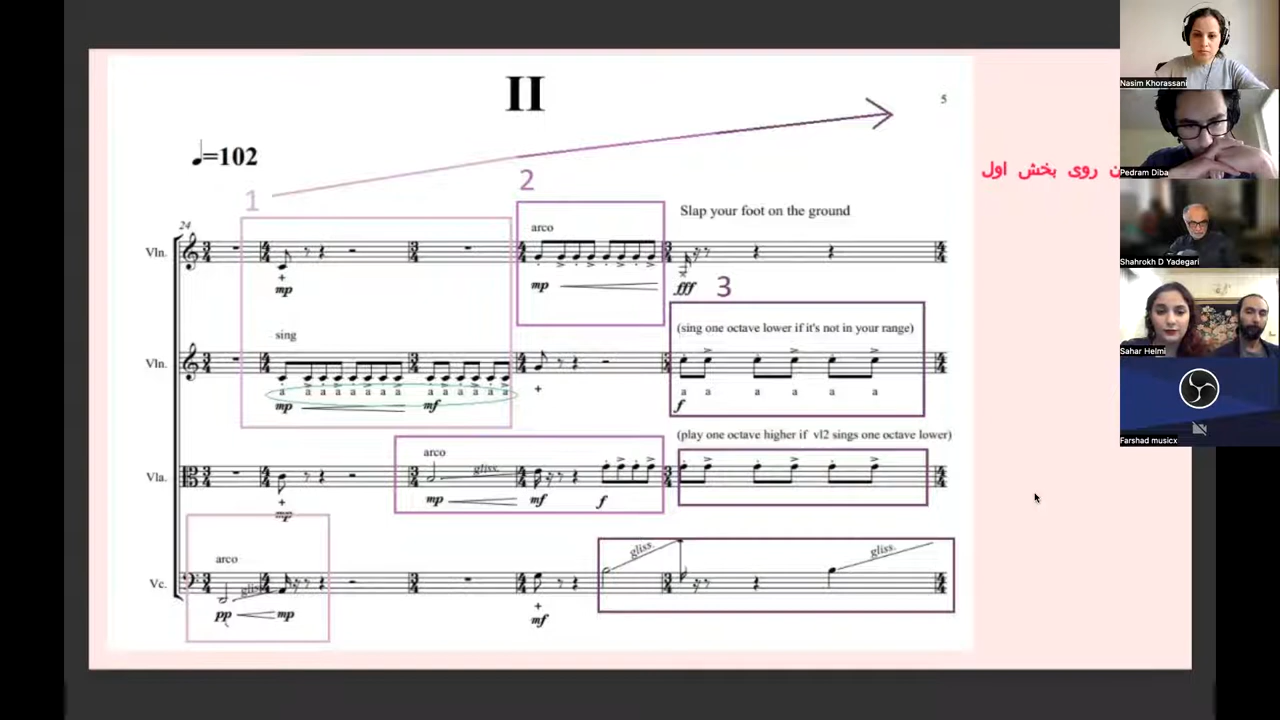 II
5
♩=102
ن روی بخش اول
1
2
Slap your foot on the ground
24
arco
Vln.
mp
mp
fff
3
(sing one octave lower if it's not in your range)
sing
Vln.
a a a a a a a a a a a a a a
a a a a a a
mp
mf
f
(play one octave higher if vl2 sings one octave lower)
arco
gliss.
Vla.
mp
mf
f
mp
arco
gliss.
gliss.
gliss.
Vc.
pp
mp
mf
Nasim Khorassani
Pedram Diba
Shahrokh D Yadegari
Sahar Helmi
Farshad musicx